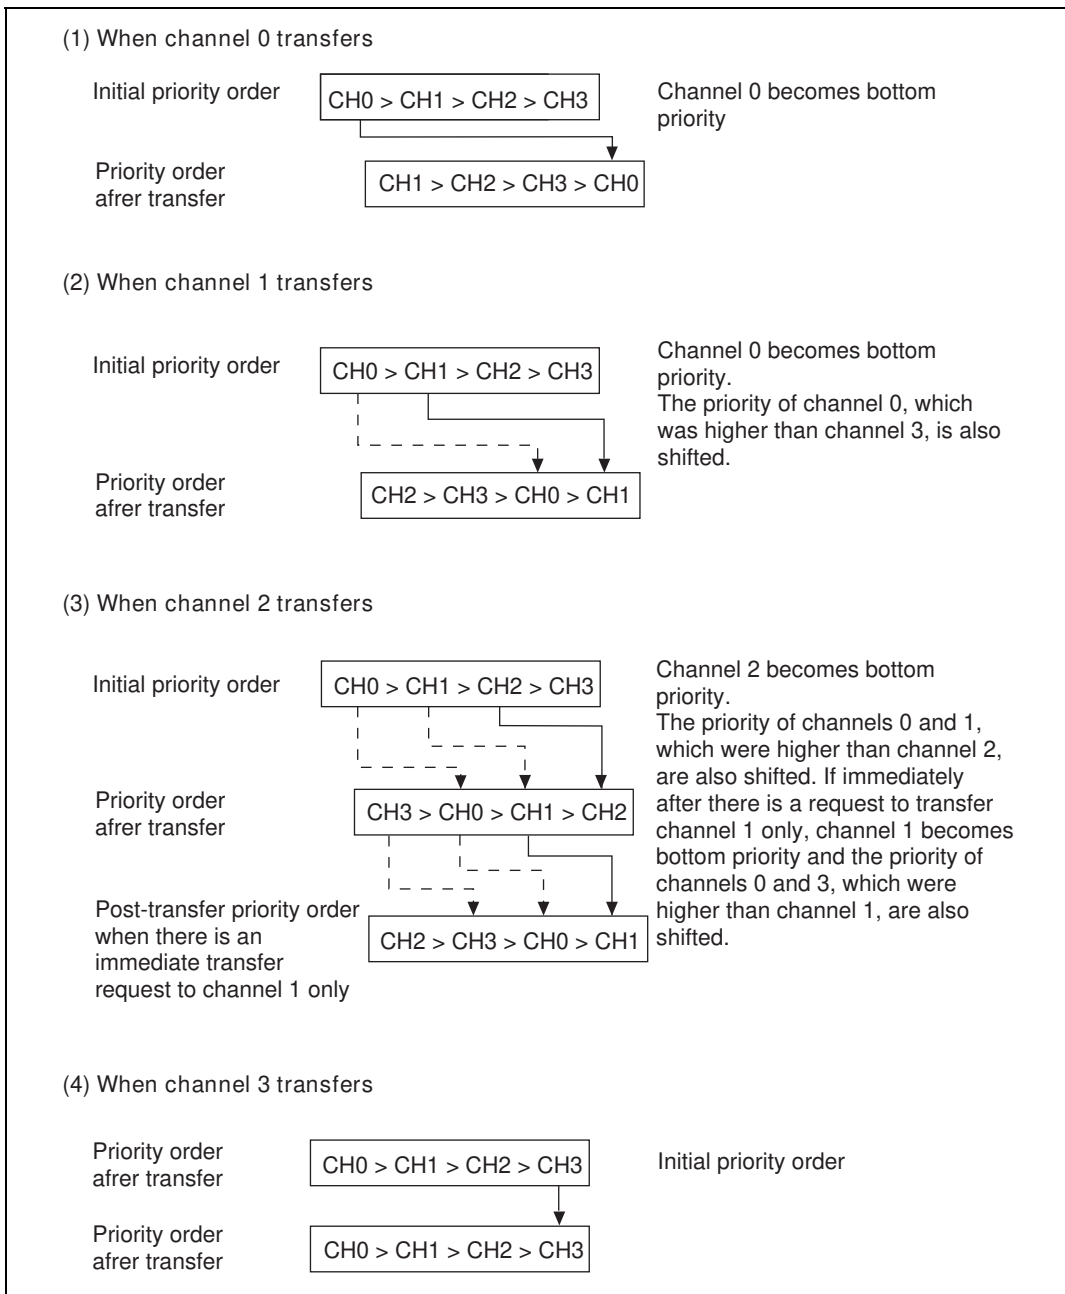 (1) When channel 0 transfers
Initial priority order
CH0 > CH1 > CH2 > CH3
Channel 0 becomes bottom
priority
Priority order
afrer transfer
CH1 > CH2 > CH3 > CH0
(2) When channel 1 transfers
Initial priority order
CH0 > CH1 > CH2 > CH3
Channel 0 becomes bottom
priority.
The priority of channel 0, which
was higher than channel 3, is also
shifted.
Priority order
afrer transfer
CH2 > CH3 > CH0 > CH1
(3) When channel 2 transfers
Initial priority order
CH0 > CH1 > CH2 > CH3
Channel 2 becomes bottom
priority.
The priority of channels 0 and 1,
which were higher than channel 2,
are also shifted. If immediately
after there is a request to transfer
channel 1 only, channel 1 becomes
bottom priority and the priority of
channels 0 and 3, which were
higher than channel 1, are also
shifted.
Priority order
afrer transfer
CH3 > CH0 > CH1 > CH2
Post-transfer priority order
when there is an
immediate transfer
request to channel 1 only
CH2 > CH3 > CH0 > CH1
(4) When channel 3 transfers
Priority order
afrer transfer
CH0 > CH1 > CH2 > CH3
Initial priority order
Priority order
afrer transfer
CH0 > CH1 > CH2 > CH3